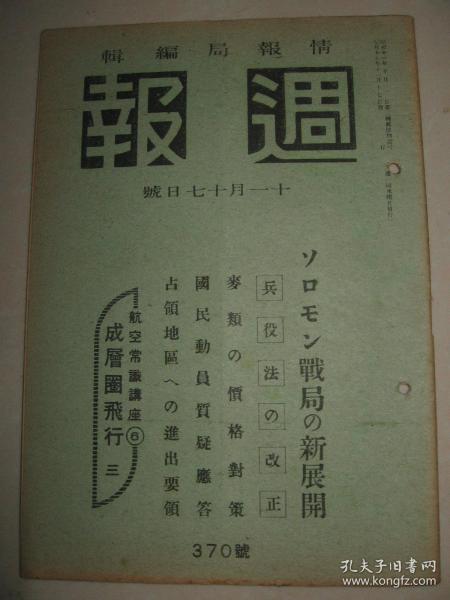 情報局編輯
週報
十一月十七日號
ソロモン戰局の新展開
兵役法の改正
麥類の價格對策
國民動員質疑應答
占領地區への進出要領
航空常識講座⑥
成層圈飛行 三
370號
孔夫子旧书网
book.kongfz.com